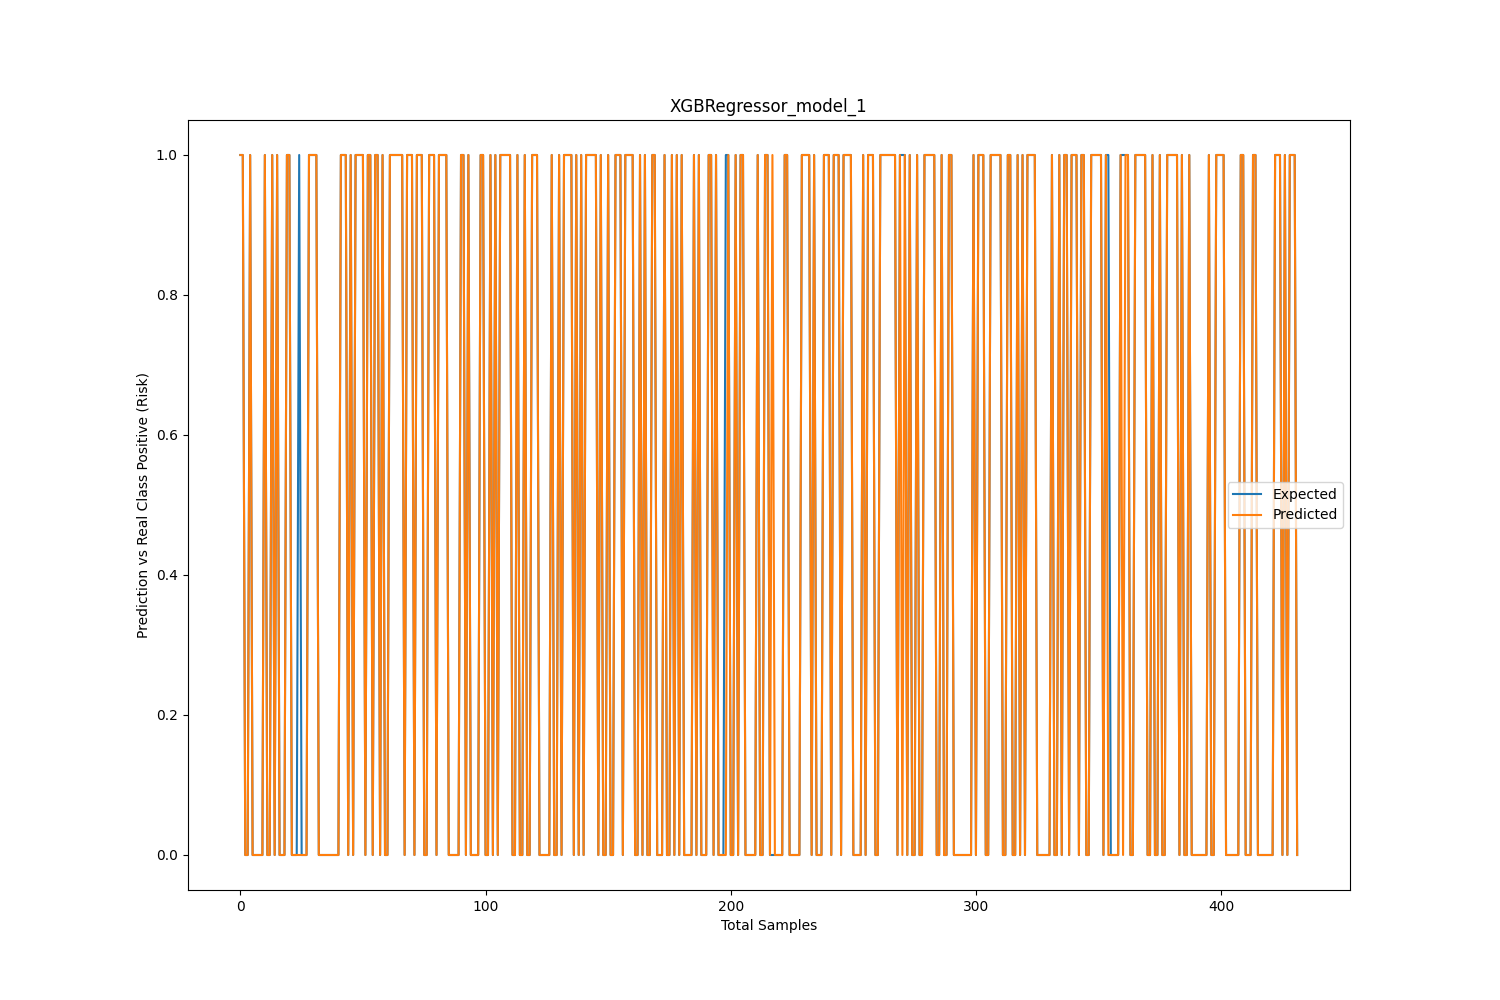 XGBRegressor_model_1
Prediction vs Real Class Positive (Risk)
1.0
0.8
0.6
0.4
0.2
0.0
Expected
Predicted
0
100
200
300
400
Total Samples